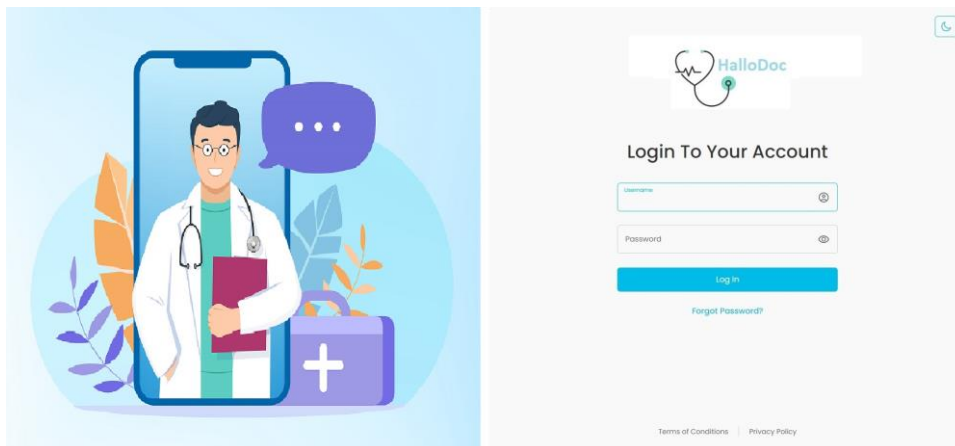 HalloDoc
Login To Your Account
Username
Password
Log In
Forgot Password?
Terms of Conditions | Privacy Policy